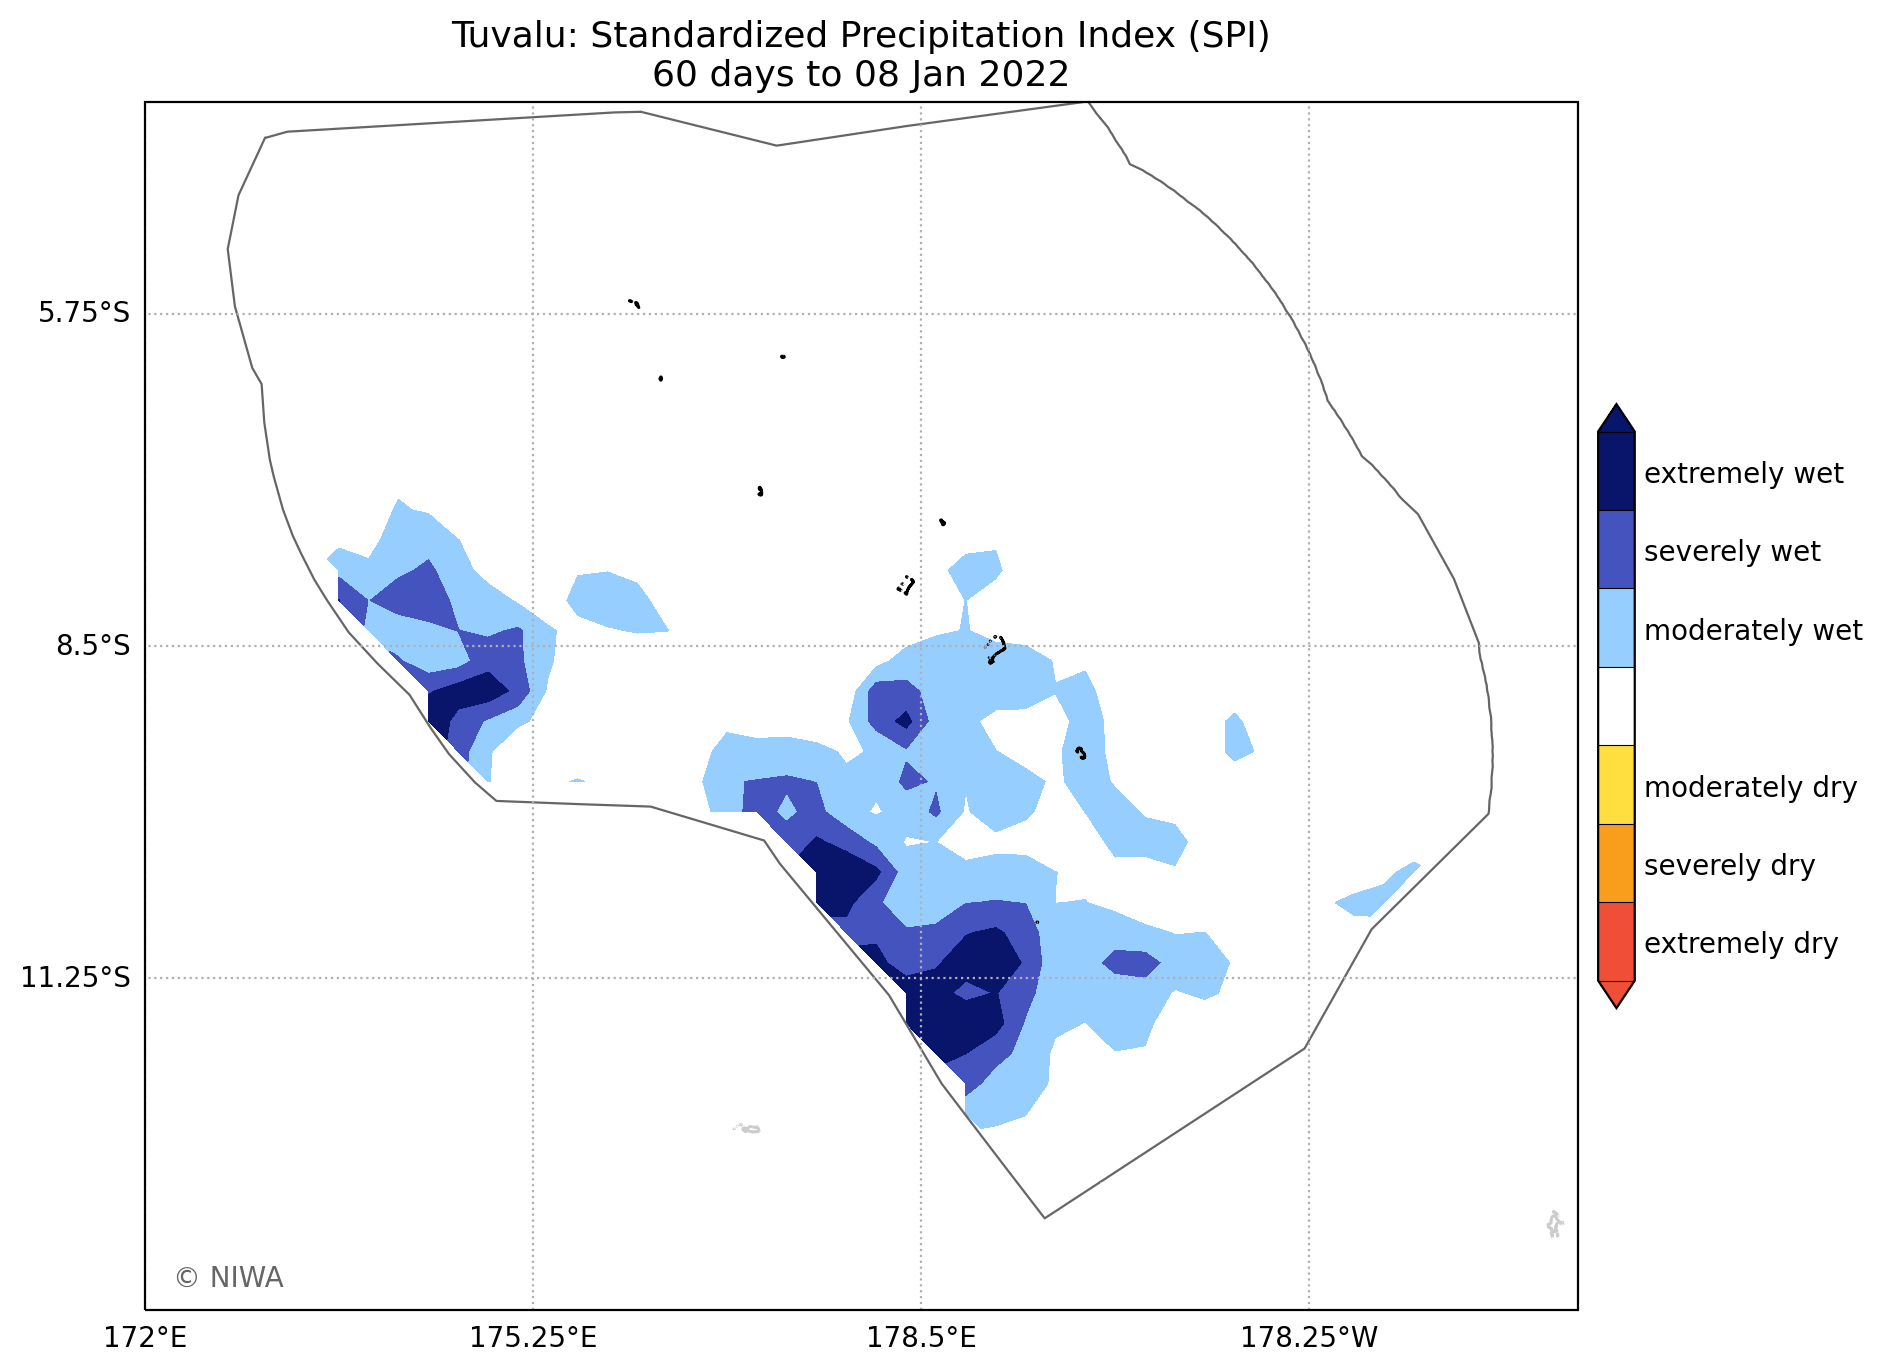 Tuvalu: Standardized Precipitation Index (SPI)
60 days to 08 Jan 2022
5.75°S
8.5°S
11.25°S
172°E
175.25°E
178.5°E
178.25°W
extremely wet
severely wet
moderately wet
moderately dry
severely dry
extremely dry
© NIWA